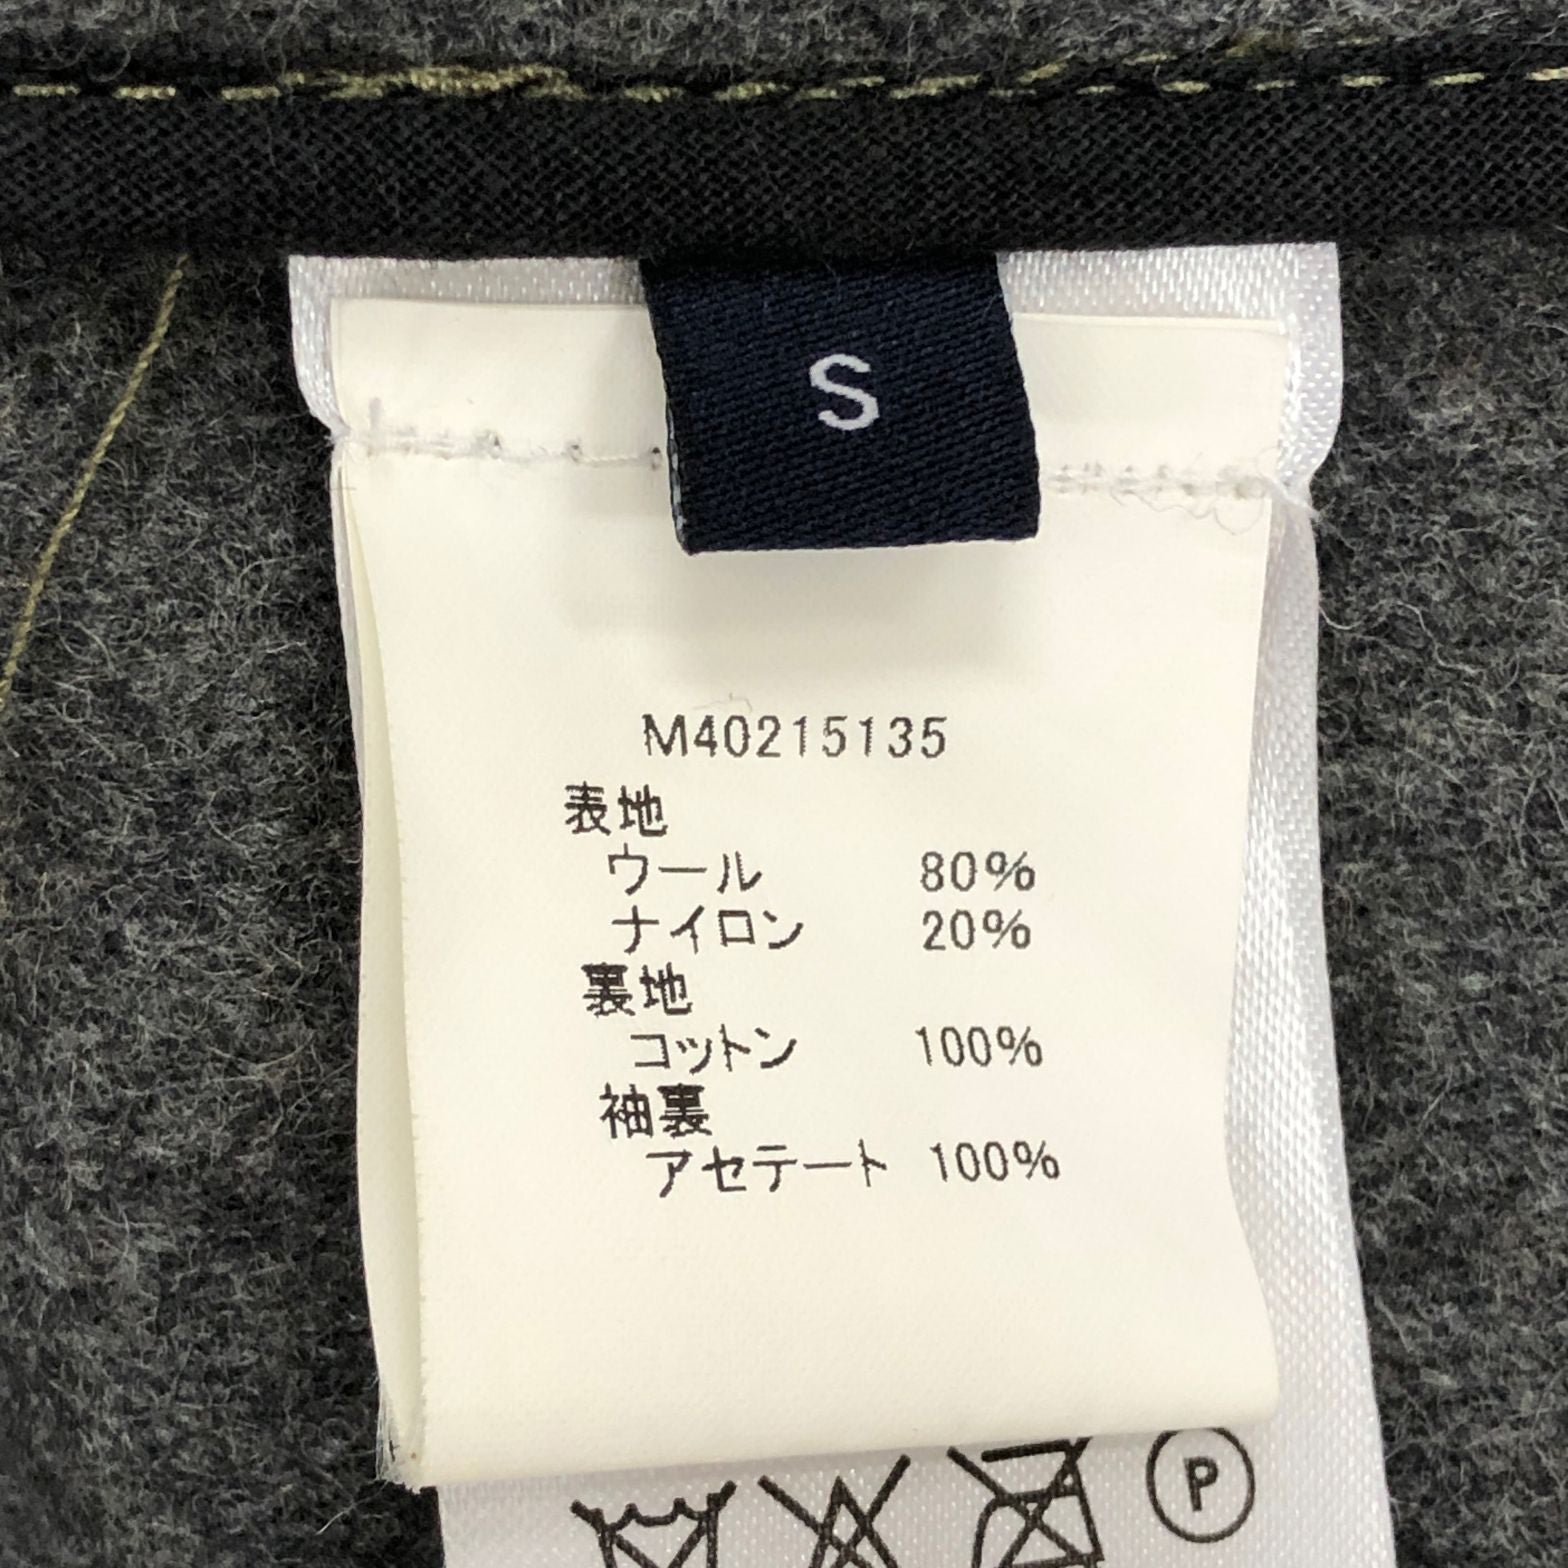 S
M40215135
表地
ウール 80%
ナイロン 20%
裏地
コットン 100%
袖裏
アセテート 100%
P